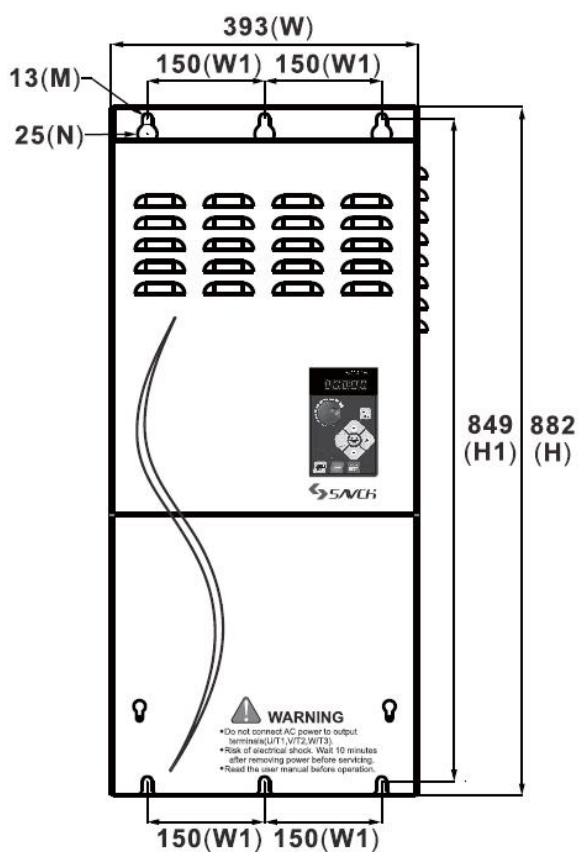 393(W)
150(W1) 150(W1)
13(M)
25(N)
849
(H1)
882
(H)
SAVCH
WARNING
•Do not connect AC power to output
terminals(U/T1,V/T2,W/T3).
•Risk of electrical shock. Wait 10 minutes
after removing power before servicing.
•Read the user manual before operation.
150(W1) 150(W1)